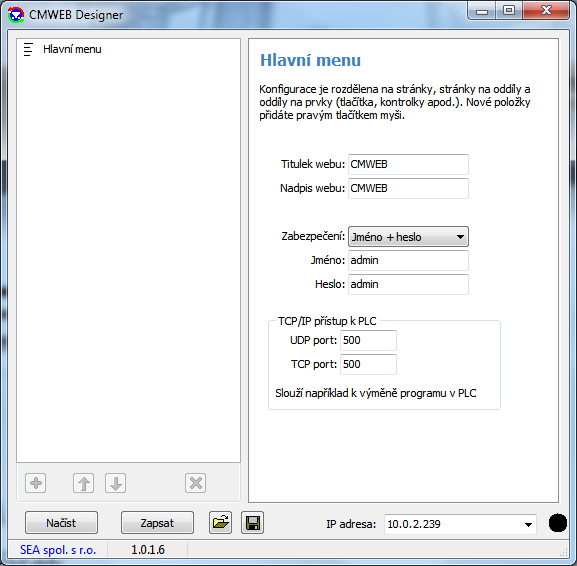 CMWEB Designer
Hlavní menu
Hlavní menu
Konfigurace je rozdělena na stránky, stránky na oddíly a
oddíly na prvky (tlačítka, kontrolky apod.). Nové položky
přidáte pravým tlačítkem myši.
Titulek webu: CMWEB
Nadpis webu: CMWEB
Zabezpečení: Jméno + heslo
Jméno: admin
Heslo: admin
TCP/IP přístup k PLC
UDP port: 500
TCP port: 500
Slouží například k výměně programu v PLC
Načíst Zapsat IP adresa: 10.0.2.239
SEA spol. s r.o. 1.0.1.6